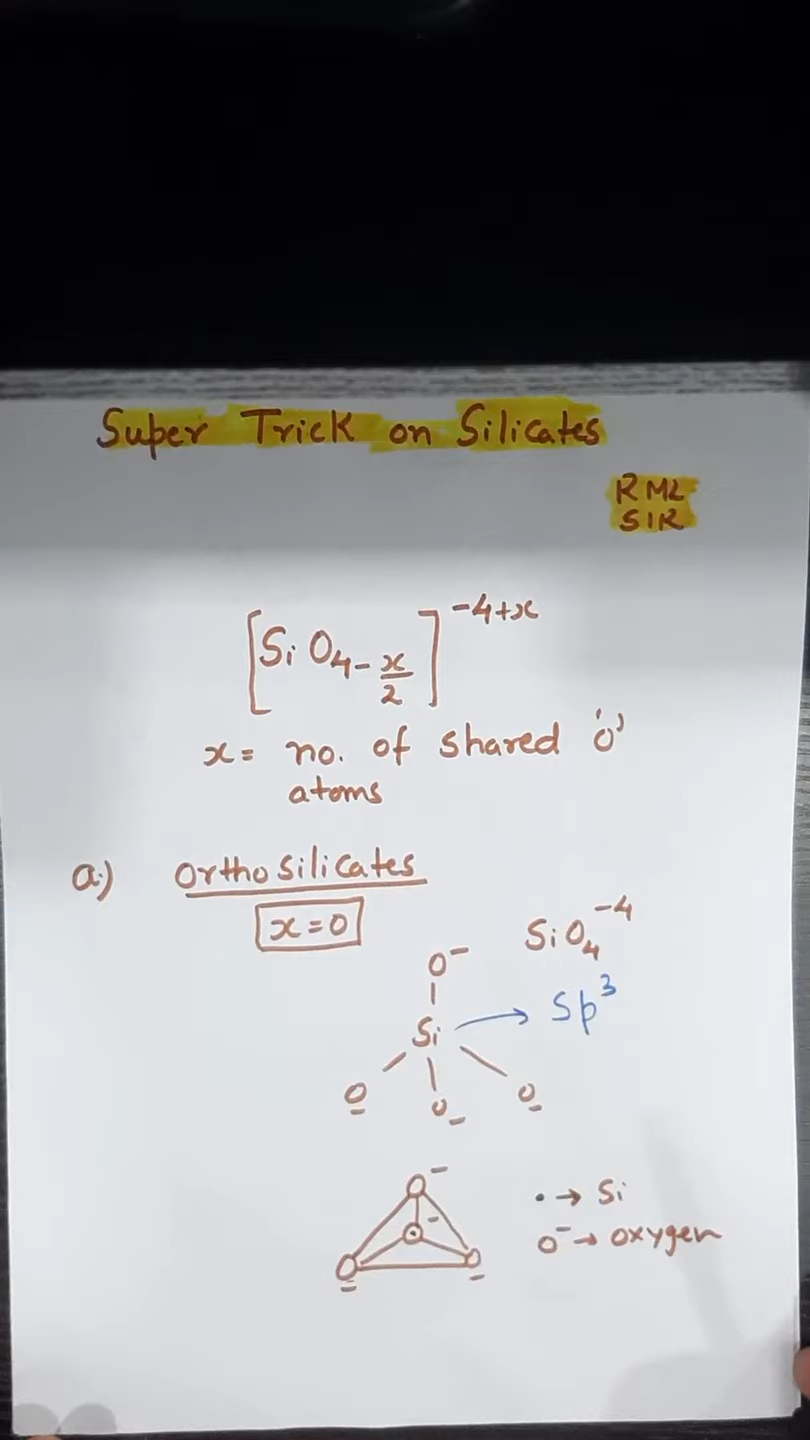 Super Trick on Silicates
RML
SIR
[SiO₄₋ₓ/₂]⁻⁴⁺ˣ
x = no. of shared 'O'
atoms
a.) Orthosilicates
x = 0
SiO₄⁻⁴
O⁻
Si → Sp³
O⁻ O⁻ O⁻
• → Si
O⁻ → oxygen